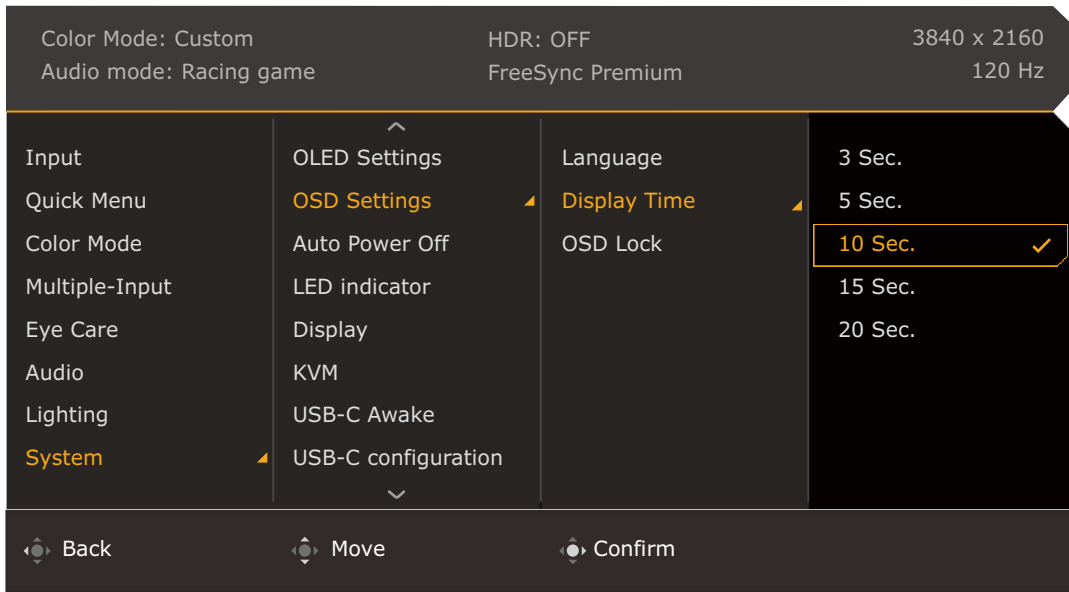 Color Mode: Custom
Audio mode: Racing game
HDR: OFF
FreeSync Premium
3840 x 2160
120 Hz
Input
Quick Menu
Color Mode
Multiple-Input
Eye Care
Audio
Lighting
System
OLED Settings
OSD Settings
Auto Power Off
LED indicator
Display
KVM
USB-C Awake
USB-C configuration
Language
Display Time
OSD Lock
3 Sec.
5 Sec.
10 Sec.
15 Sec.
20 Sec.
Back
Move
Confirm